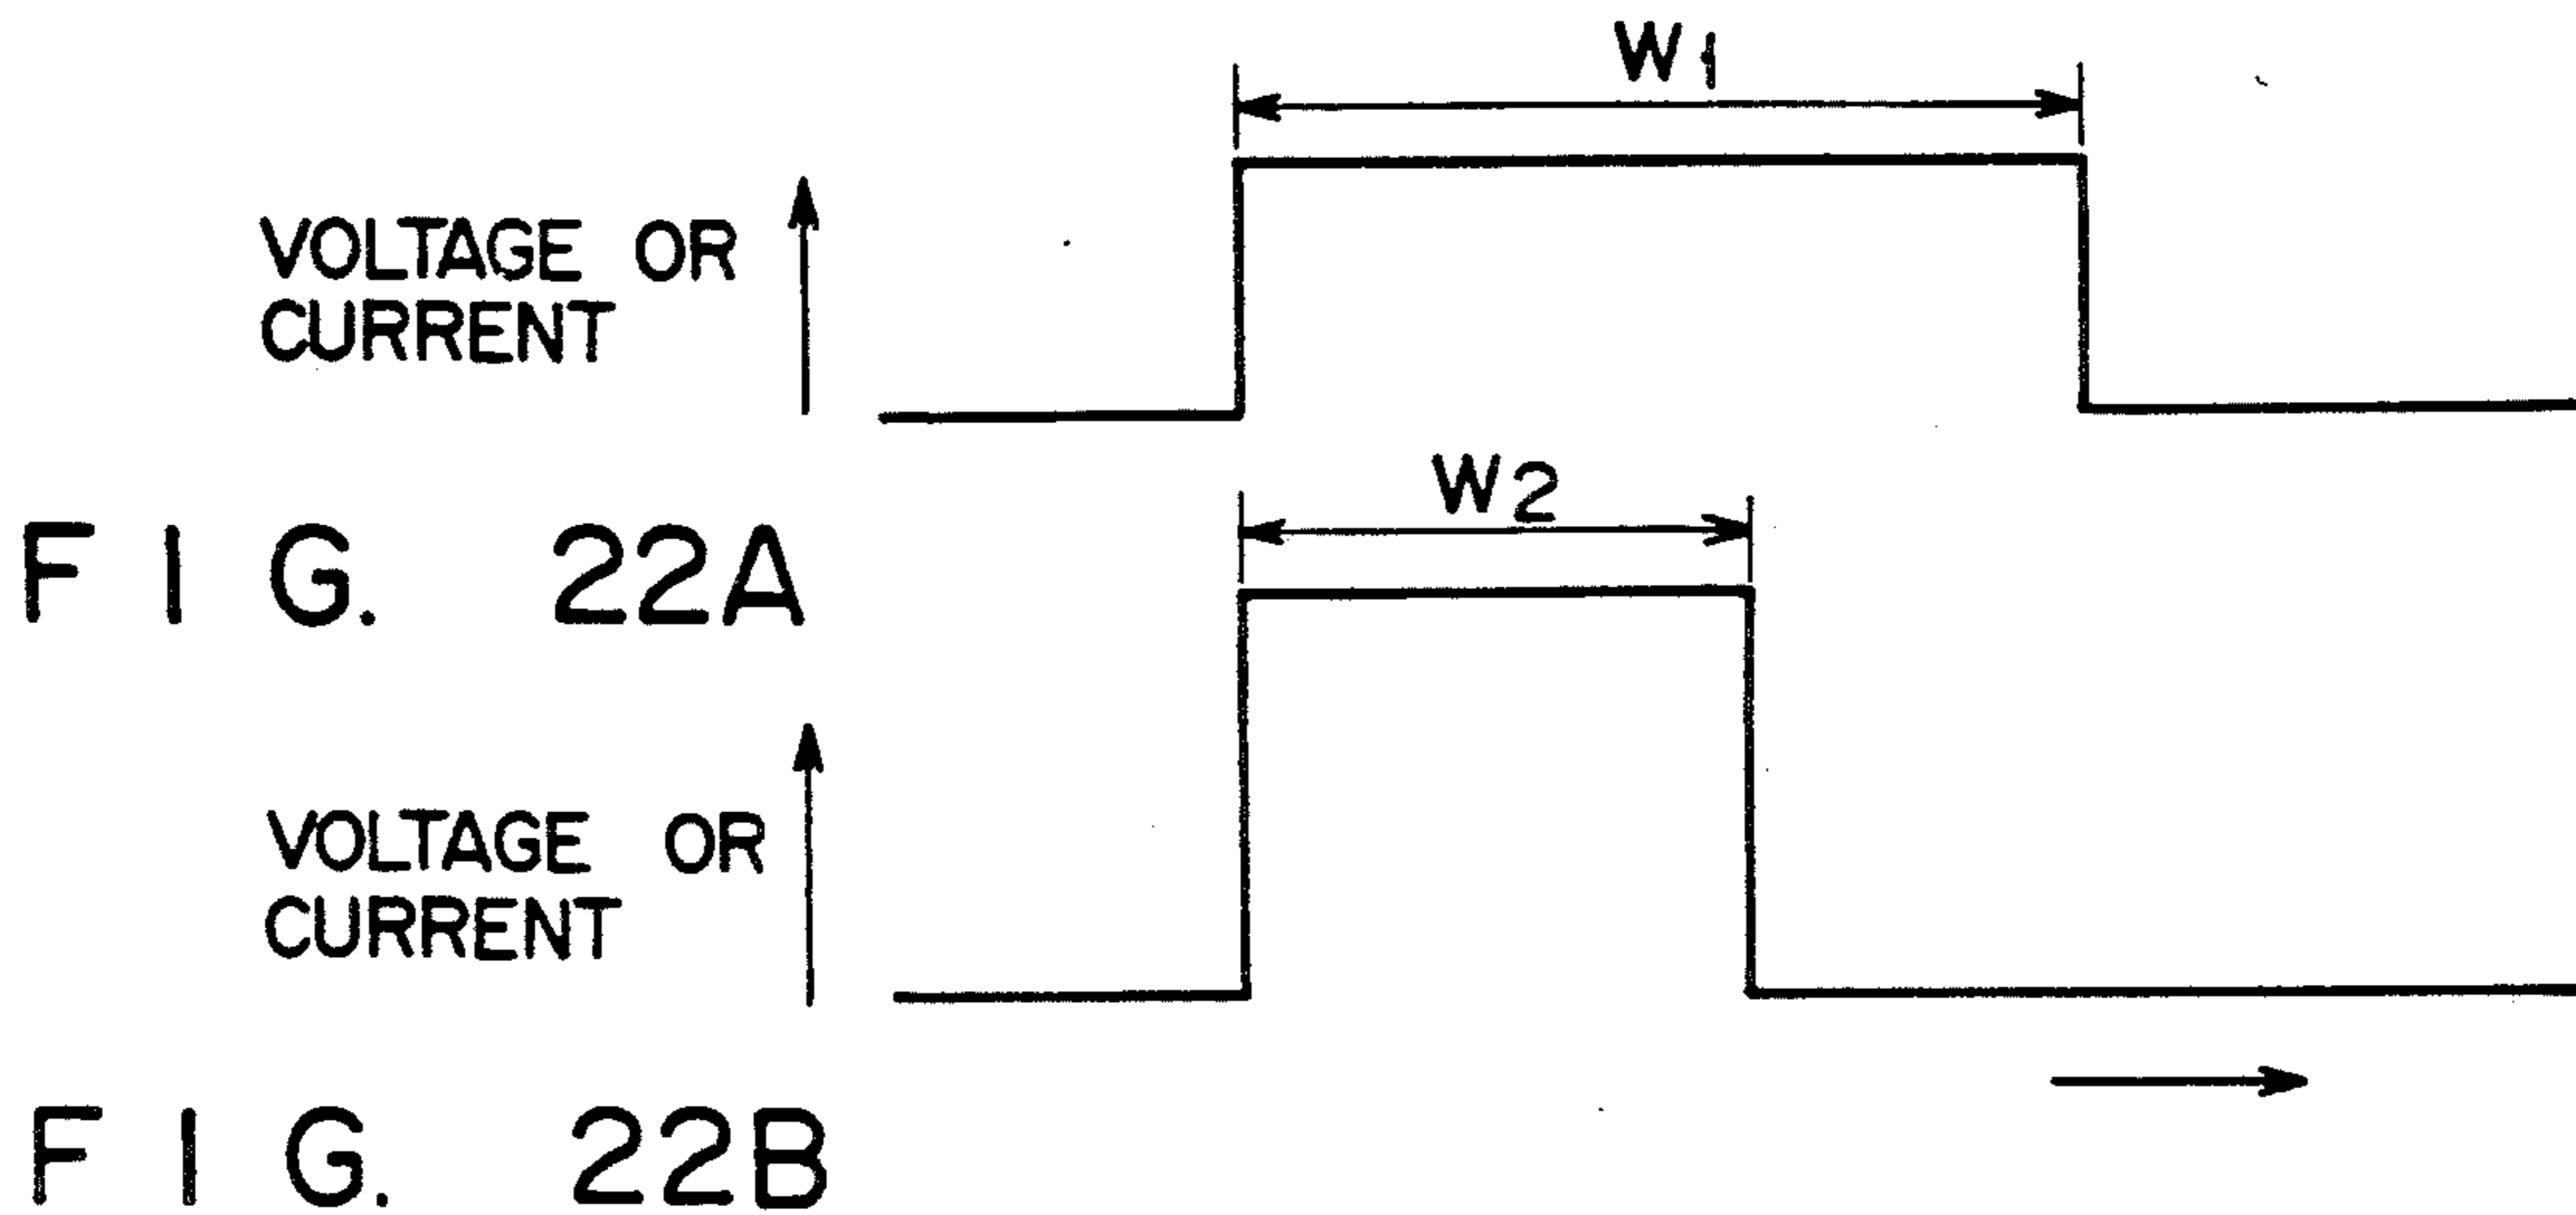 W1
VOLTAGE OR
CURRENT
W2
FIG. 22A
VOLTAGE OR
CURRENT
FIG. 22B